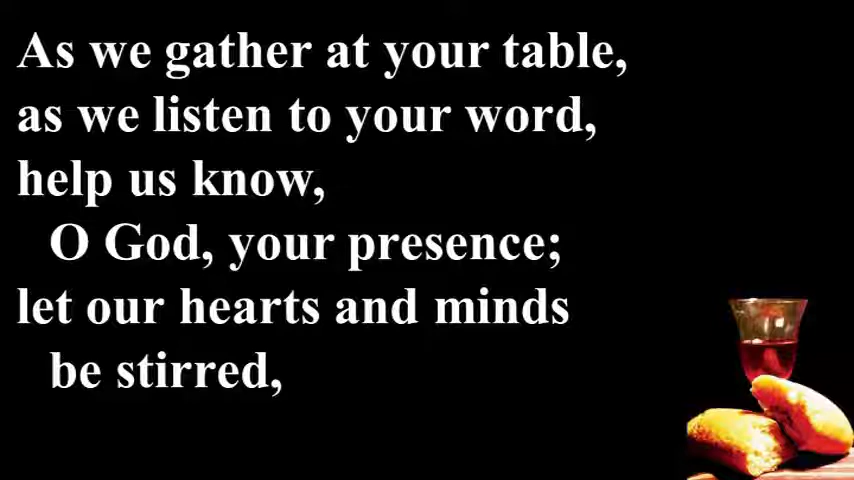 As we gather at your table,
as we listen to your word,
help us know,
O God, your presence;
let our hearts and minds
be stirred,